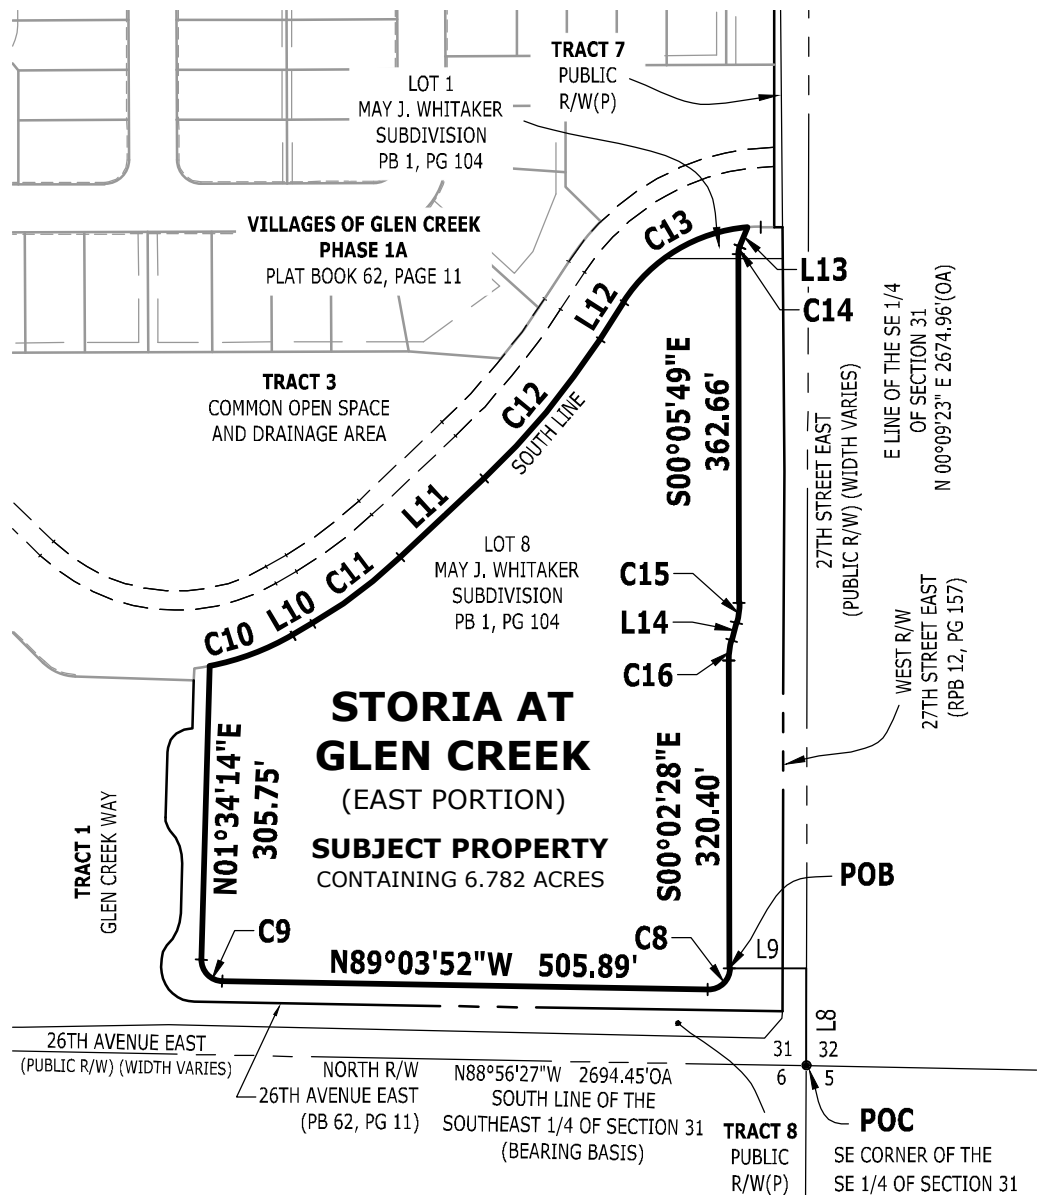 TRACT 7
PUBLIC
R/W(P)
LOT 1
MAY J. WHITAKER
SUBDIVISION
PB 1, PG 104
VILLAGES OF GLEN CREEK
PHASE 1A
PLAT BOOK 62, PAGE 11
C13
L13
C14
L12
E LINE OF THE SE 1/4
OF SECTION 31
N 00°09'23" E 2674.96'(OA)
TRACT 3
COMMON OPEN SPACE
AND DRAINAGE AREA
C12
SOUTH LINE
S00°05'49"E
362.66'
27TH STREET EAST
(PUBLIC R/W) (WIDTH VARIES)
L11
LOT 8
MAY J. WHITAKER
SUBDIVISION
PB 1, PG 104
C11
C15
L14
C16
L10
C10
WEST R/W
27TH STREET EAST
(RPB 12, PG 157)
STORIA AT
GLEN CREEK
(EAST PORTION)
SUBJECT PROPERTY
CONTAINING 6.782 ACRES
N01°34'14"E
305.75'
S00°02'28"E
320.40'
TRACT 1
GLEN CREEK WAY
POB
C9
C8
L9
N89°03'52"W 505.89'
L8
26TH AVENUE EAST
(PUBLIC R/W) (WIDTH VARIES)
31 32
6 5
NORTH R/W
26TH AVENUE EAST
(PB 62, PG 11)
N88°56'27"W 2694.45'OA
SOUTH LINE OF THE
SOUTHEAST 1/4 OF SECTION 31
(BEARING BASIS)
TRACT 8
PUBLIC
R/W(P)
POC
SE CORNER OF THE
SE 1/4 OF SECTION 31